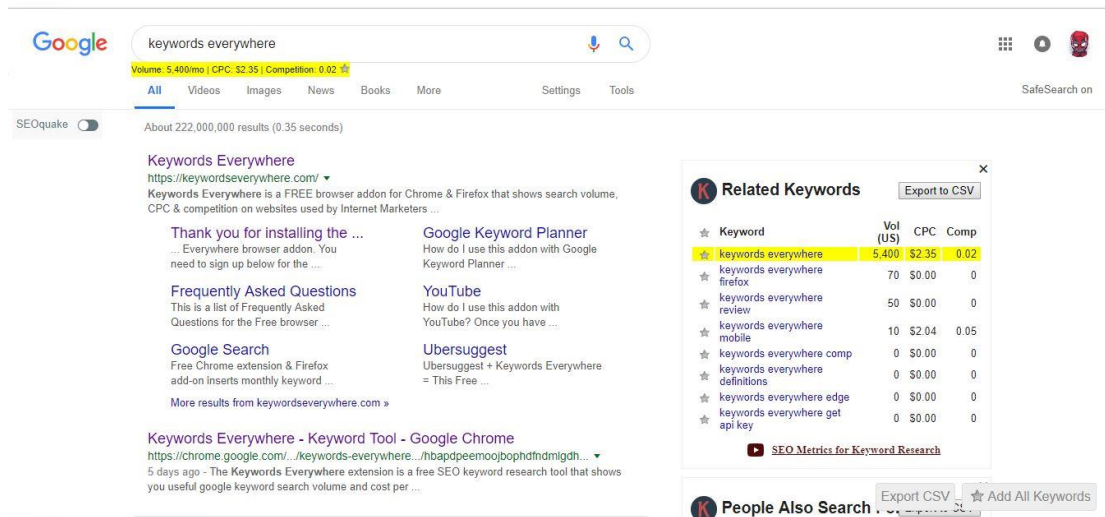 Google
keywords everywhere
Volume: 5,400/mo | CPC: $2.35 | Competition: 0.02
All Videos Images News Books More Settings Tools SafeSearch on
SEOquake
About 222,000,000 results (0.35 seconds)
Keywords Everywhere
https://keywordseverywhere.com/
Keywords Everywhere is a FREE browser addon for Chrome & Firefox that shows search volume,
CPC & competition on websites used by Internet Marketers ...
Thank you for installing the ...
... Everywhere browser addon. You
need to sign up below for the ...
Google Keyword Planner
How do I use this addon with Google
Keyword Planner ...
Frequently Asked Questions
This is a list of Frequently Asked
Questions for the Free browser ...
YouTube
How do I use this addon with
YouTube? Once you have ...
Google Search
Free Chrome extension & Firefox
add-on inserts monthly keyword ...
Ubersuggest
Ubersuggest + Keywords Everywhere
= This Free ...
More results from keywordseverywhere.com »
Keywords Everywhere - Keyword Tool - Google Chrome
https://chrome.google.com/.../keywords-everywhere.../hbapdpeemoojbophdfndmlgdh...
5 days ago - The Keywords Everywhere extension is a free SEO keyword research tool that shows
you useful google keyword search volume and cost per ...
K Related Keywords Export to CSV
Keyword Vol (US) CPC Comp
keywords everywhere 5,400 $2.35 0.02
keywords everywhere firefox 70 $0.00 0
keywords everywhere review 50 $0.00 0
keywords everywhere mobile 10 $2.04 0.05
keywords everywhere comp 0 $0.00 0
keywords everywhere definitions 0 $0.00 0
keywords everywhere edge 0 $0.00 0
keywords everywhere get api key 0 $0.00 0
SEO Metrics for Keyword Research
K People Also Search
Export CSV Add All Keywords